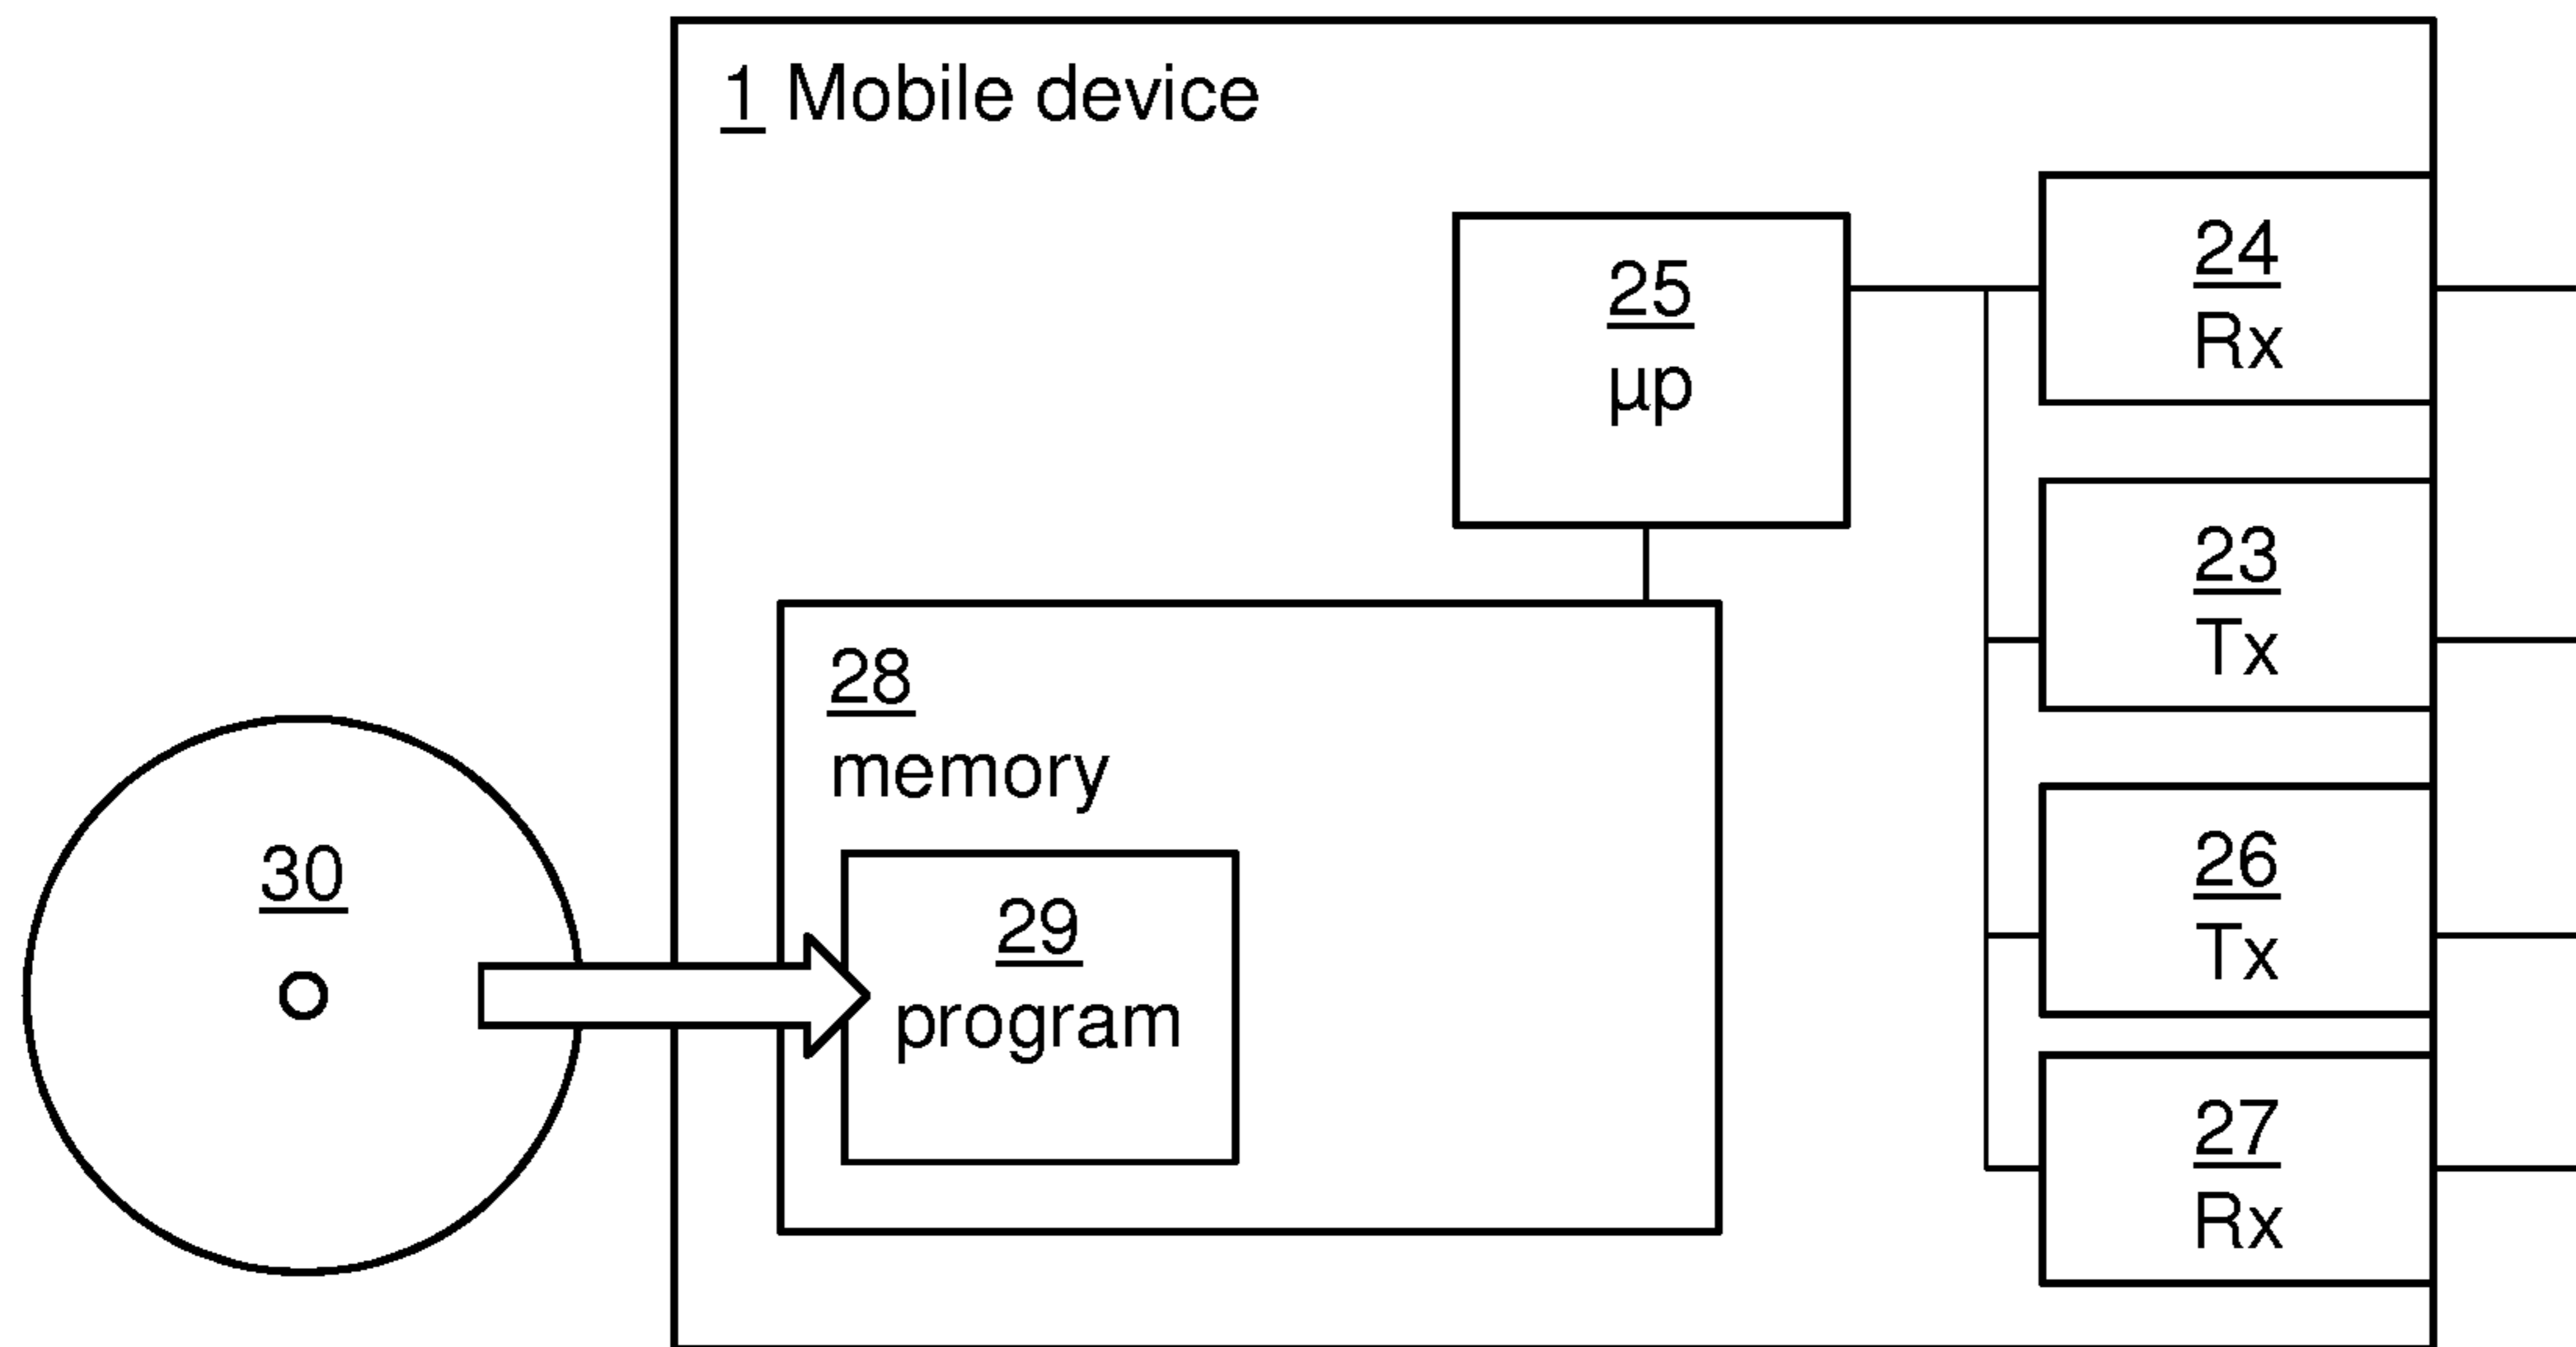 1 Mobile device
24
Rx
25
µp
23
Tx
28
memory
26
Tx
30
29
program
27
Rx